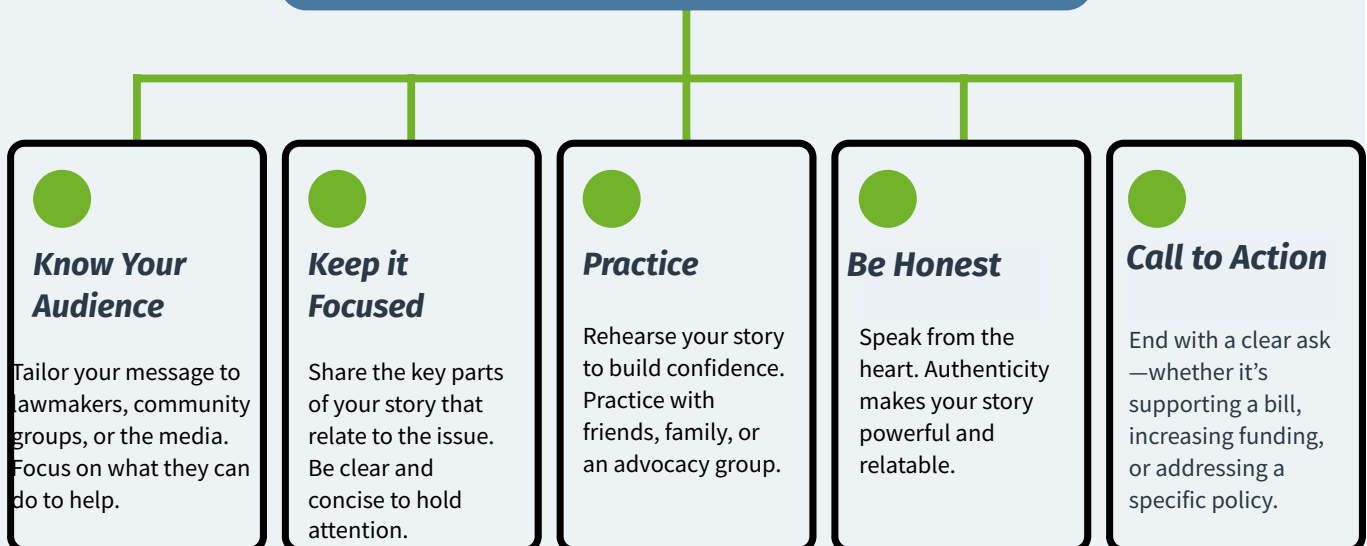 Know Your
Audience
Tailor your message to
lawmakers, community
groups, or the media.
Focus on what they can
do to help.
Keep it
Focused
Share the key parts
of your story that
relate to the issue.
Be clear and
concise to hold
attention.
Practice
Rehearse your story
to build confidence.
Practice with
friends, family, or
an advocacy group.
Be Honest
Speak from the
heart. Authenticity
makes your story
powerful and
relatable.
Call to Action
End with a clear ask
—whether it’s
supporting a bill,
increasing funding,
or addressing a
specific policy.